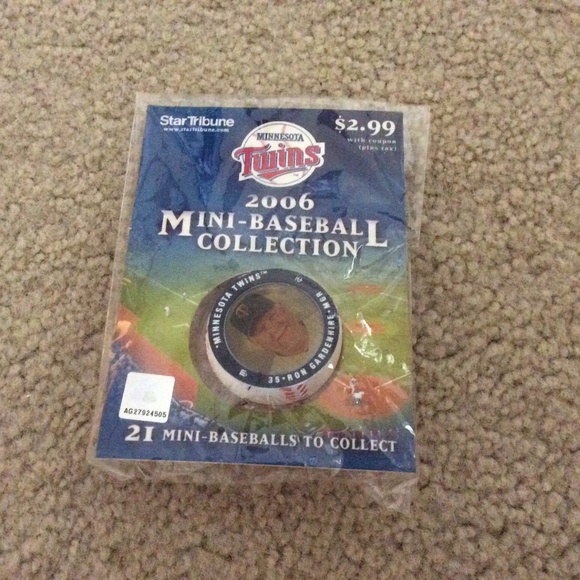 StarTribune
www.startribune.com
MINNESOTA
Twins
$2.99
with coupon
(plus tax)
2006
MINI-BASEBALL
COLLECTION
•MINNESOTA TWINS™
35•RON GARDENHIRE•MGR
AG27924505
21 MINI-BASEBALLS TO COLLECT